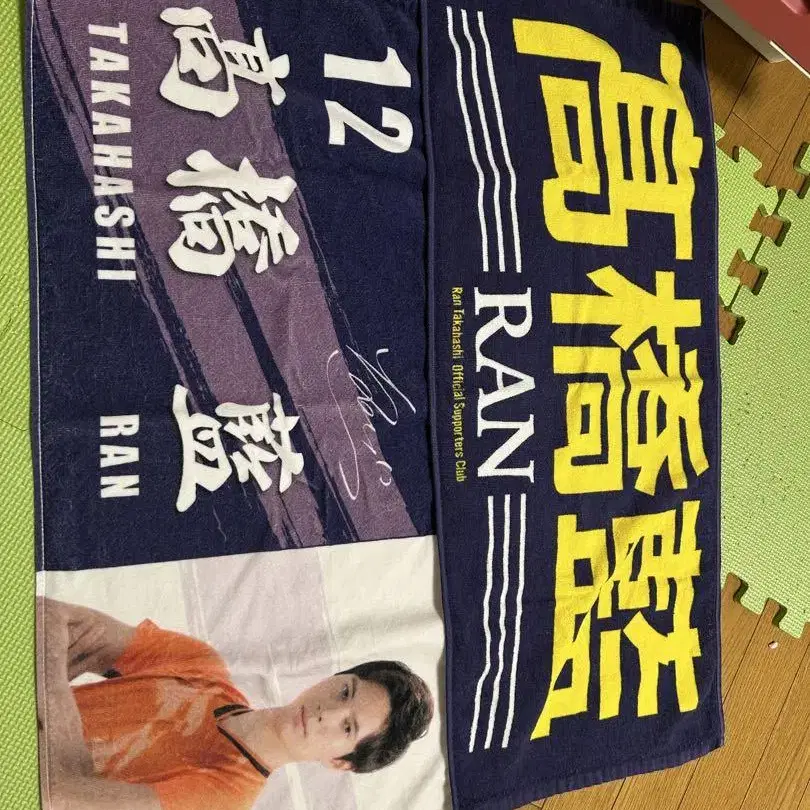 12
髙橋 藍
TAKAHASHI RAN
髙橋藍
RAN
Ran Takahashi Official Supporters Club